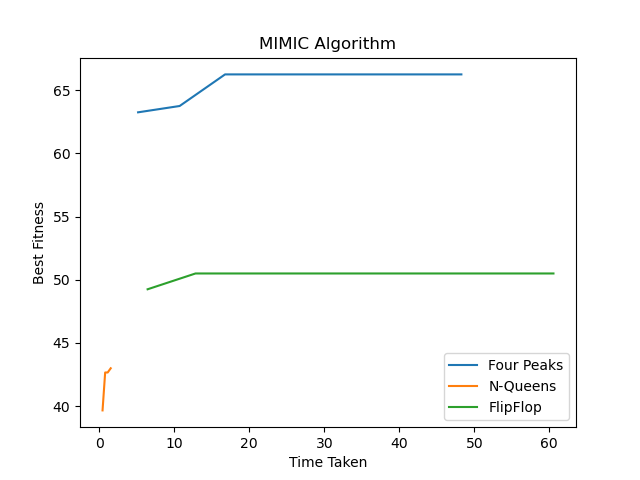 MIMIC Algorithm
Best Fitness
65
60
55
50
45
40
0 10 20 30 40 50 60
Time Taken
Four Peaks
N-Queens
FlipFlop